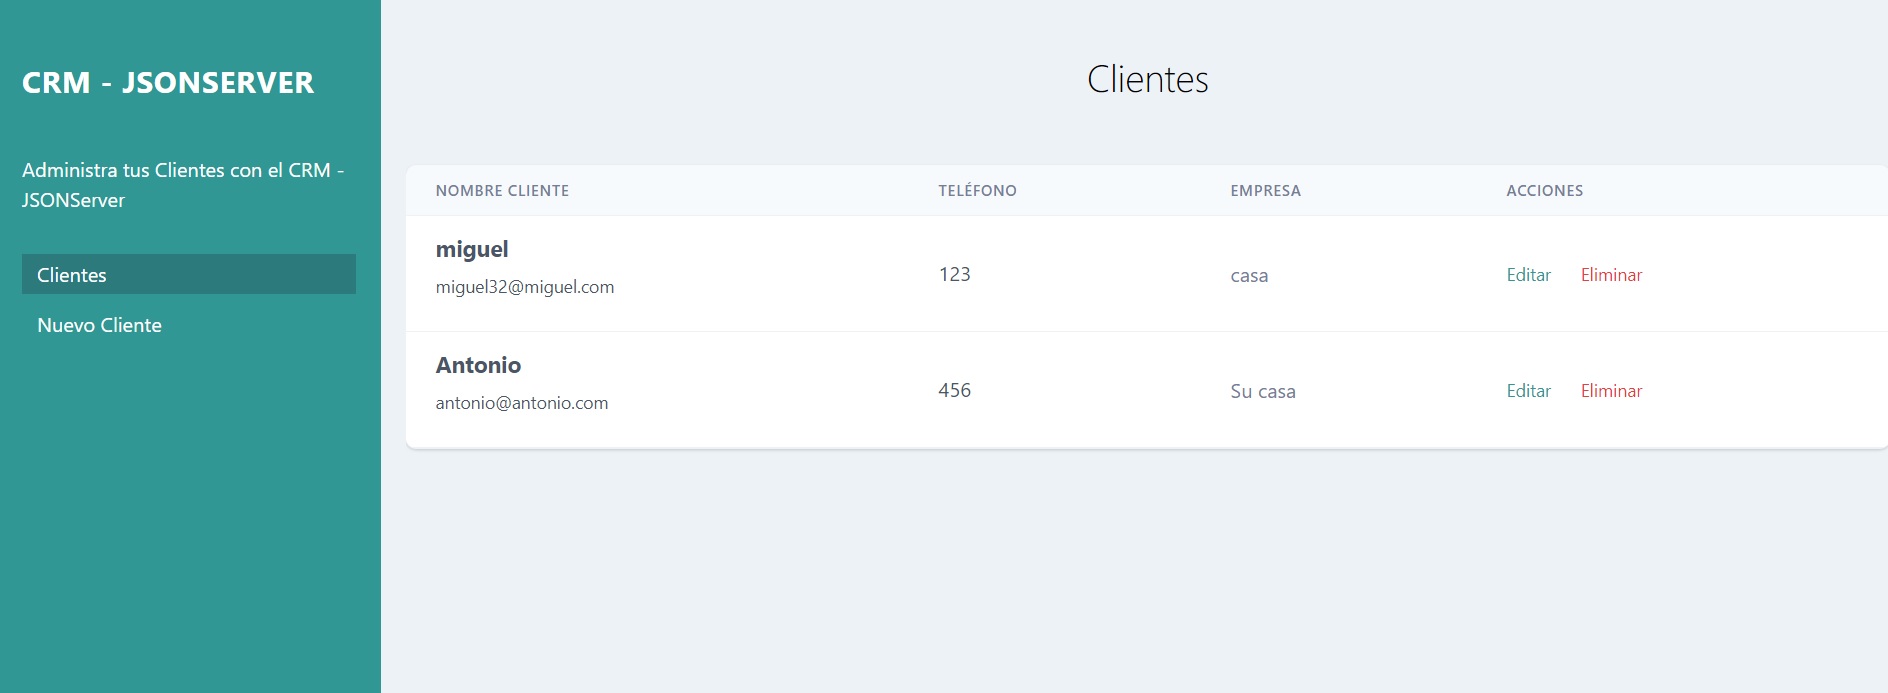 CRM - JSONSERVER
Administra tus Clientes con el CRM -
JSONServer
Clientes
Nuevo Cliente
Clientes
NOMBRE CLIENTE TELÉFONO EMPRESA ACCIONES
miguel
miguel32@miguel.com
123 casa Editar Eliminar
Antonio
antonio@antonio.com
456 Su casa Editar Eliminar